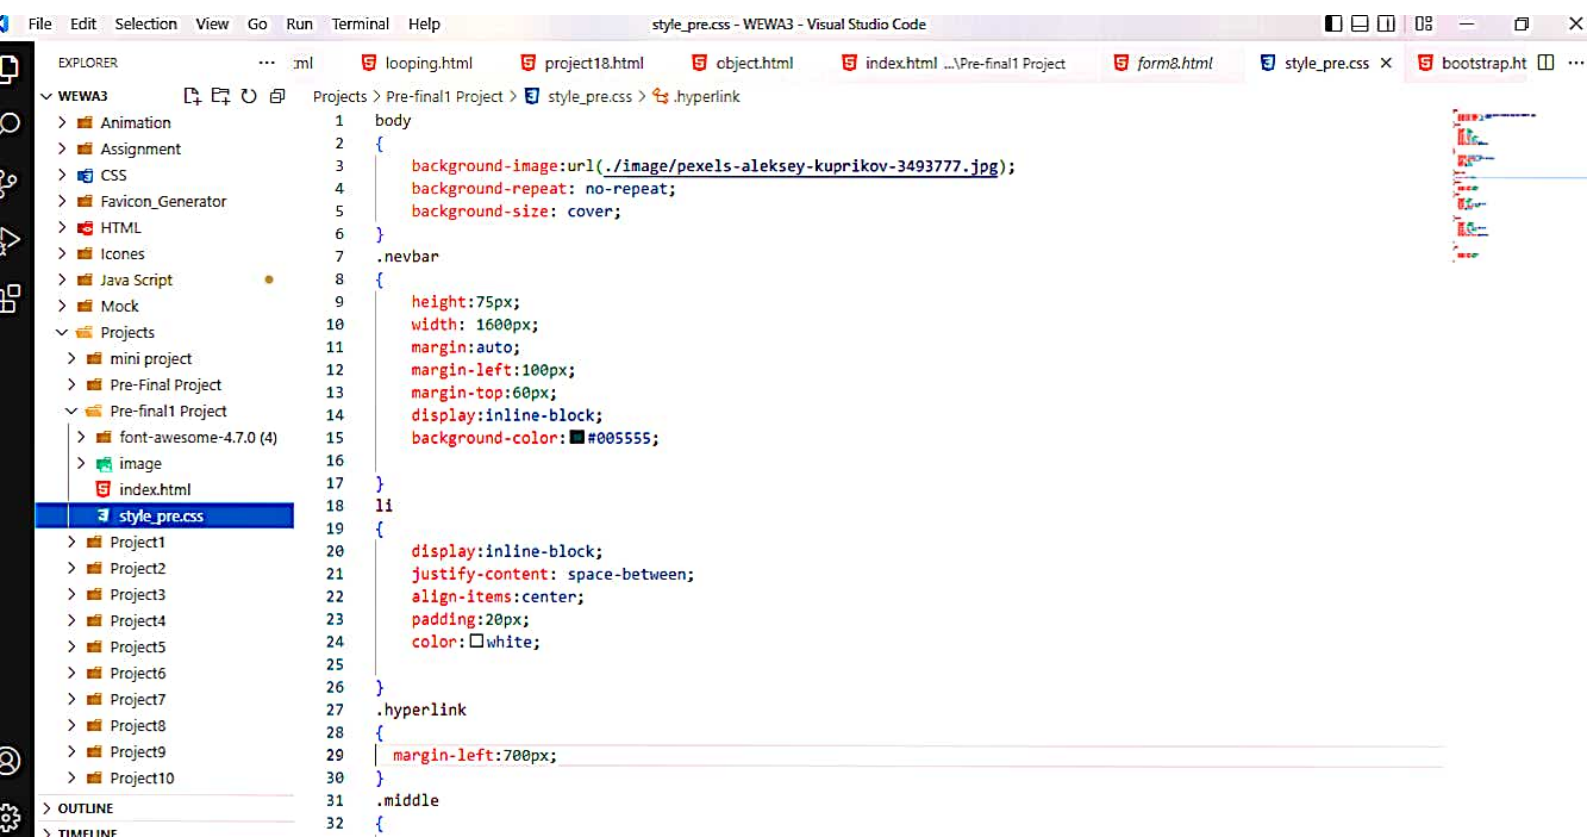 File Edit Selection View Go Run Terminal Help
style_pre.css - WEWA3 - Visual Studio Code
EXPLORER
WEWA3
Animation
Assignment
CSS
Favicon_Generator
HTML
Icones
Java Script
Mock
Projects
mini project
Pre-Final Project
Pre-final1 Project
font-awesome-4.7.0 (4)
image
index.html
style_pre.css
Project1
Project2
Project3
Project4
Project5
Project6
Project7
Project8
Project9
Project10
OUTLINE
TIMELINE
looping.html project18.html object.html index.html ...\Pre-final1 Project form8.html style_pre.css bootstrap.ht
Projects > Pre-final1 Project > style_pre.css > .hyperlink
1 body
2 {
3 background-image:url(./image/pexels-aleksey-kuprikov-3493777.jpg);
4 background-repeat: no-repeat;
5 background-size: cover;
6 }
7 .nevbar
8 {
9 height:75px;
10 width: 1600px;
11 margin:auto;
12 margin-left:100px;
13 margin-top:60px;
14 display:inline-block;
15 background-color: #005555;
16
17 }
18 li
19 {
20 display:inline-block;
21 justify-content: space-between;
22 align-items:center;
23 padding:20px;
24 color: white;
25
26 }
27 .hyperlink
28 {
29 margin-left:700px;
30 }
31 .middle
32 {